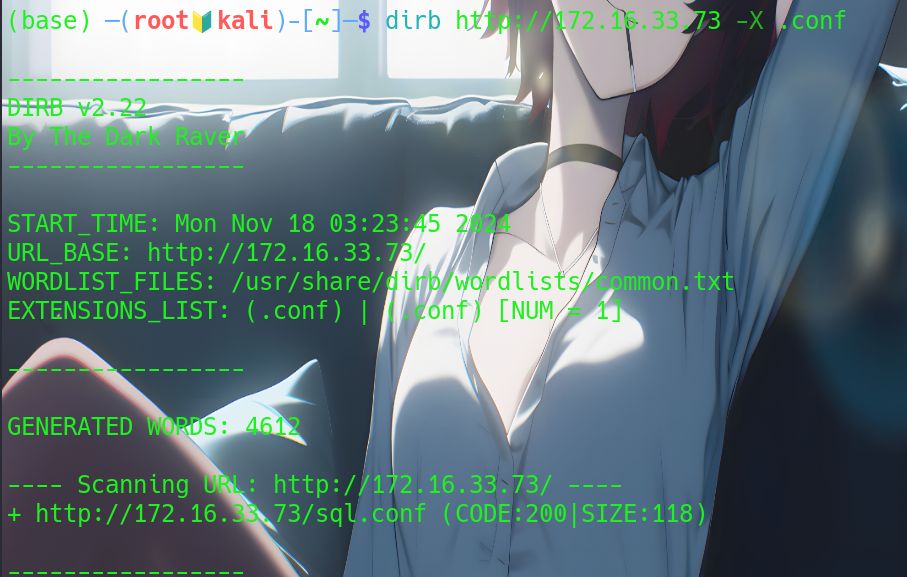 (base) ─(root🔰kali)-[~]─$ dirb http://172.16.33.73 -X .conf
-----------------
DIRB v2.22
By The Dark Raver
-----------------
START_TIME: Mon Nov 18 03:23:45 2024
URL_BASE: http://172.16.33.73/
WORDLIST_FILES: /usr/share/dirb/wordlists/common.txt
EXTENSIONS_LIST: (.conf) | (.conf) [NUM = 1]
-----------------
GENERATED WORDS: 4612
---- Scanning URL: http://172.16.33.73/ ----
+ http://172.16.33.73/sql.conf (CODE:200|SIZE:118)
-----------------